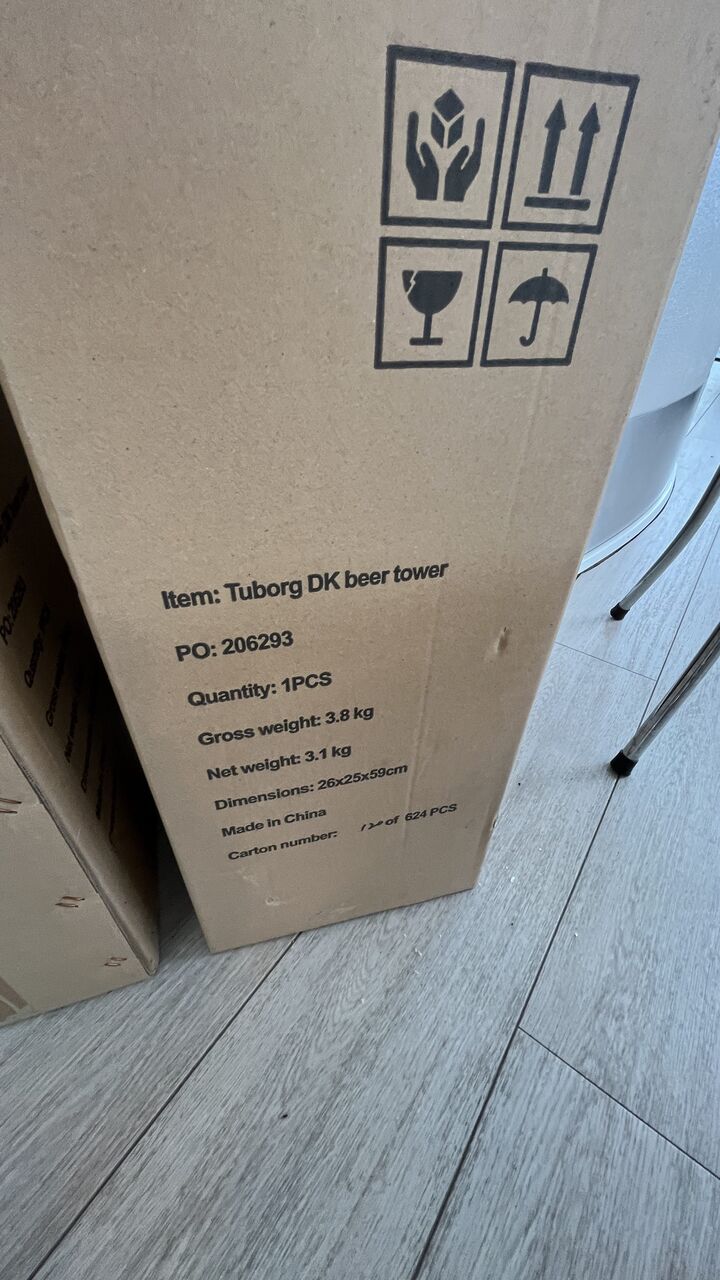 Item: Tuborg DK beer tower
PO: 206293
Quantity: 1PCS
Gross weight: 3.8 kg
Net weight: 3.1 kg
Dimensions: 26x25x59cm
Made in China
Carton number: of 624 PCS